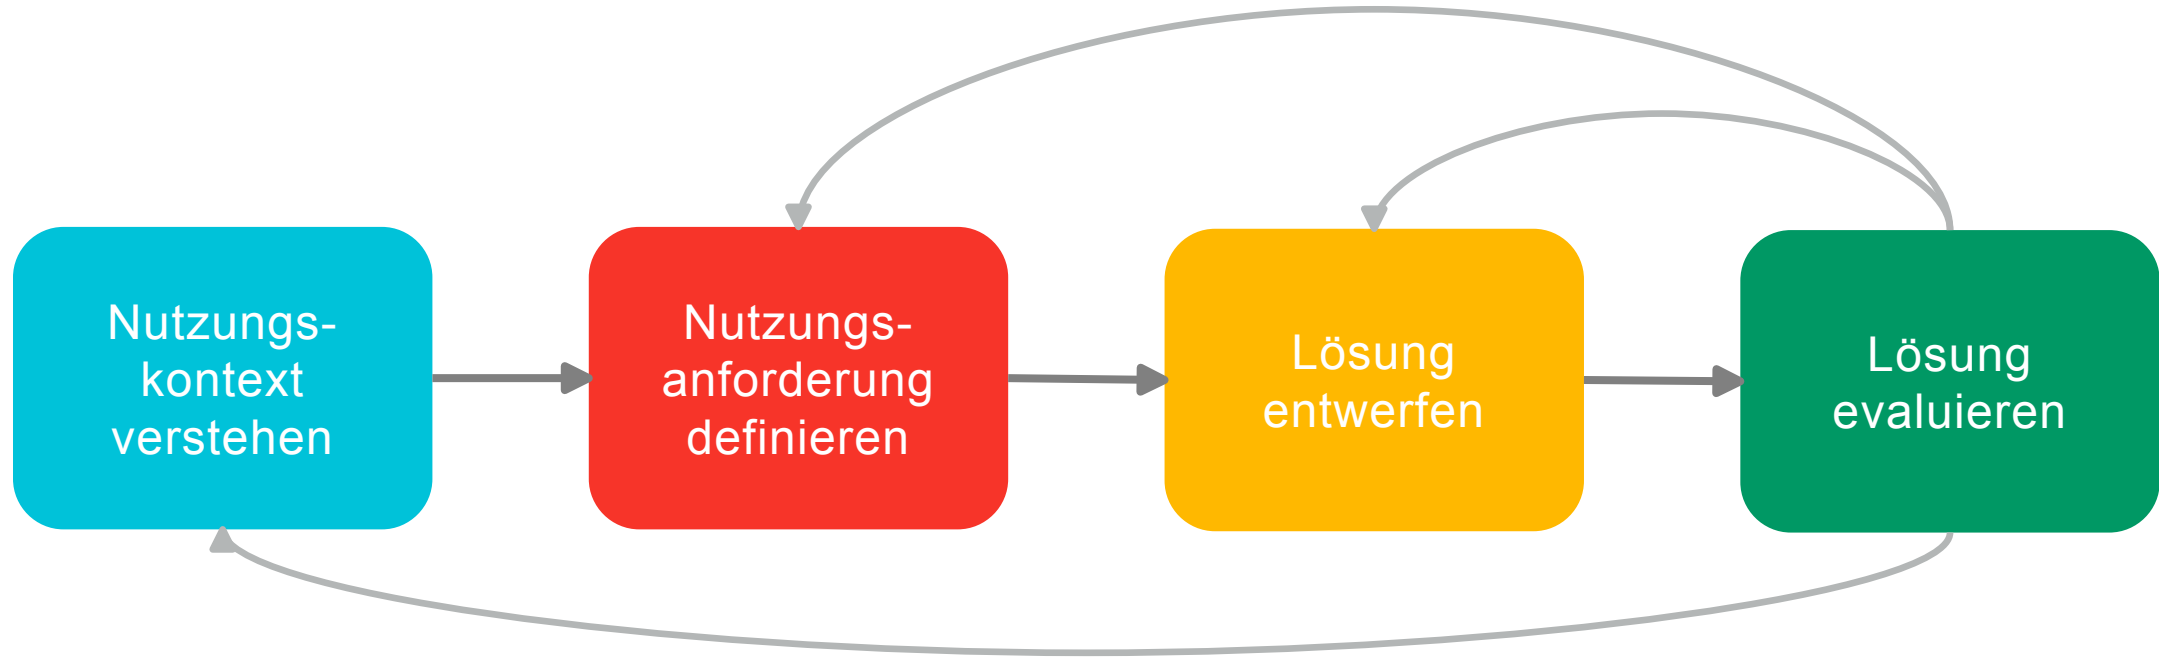 Nutzungs-
kontext
verstehen
Nutzungs-
anforderung
definieren
Lösung
entwerfen
Lösung
evaluieren